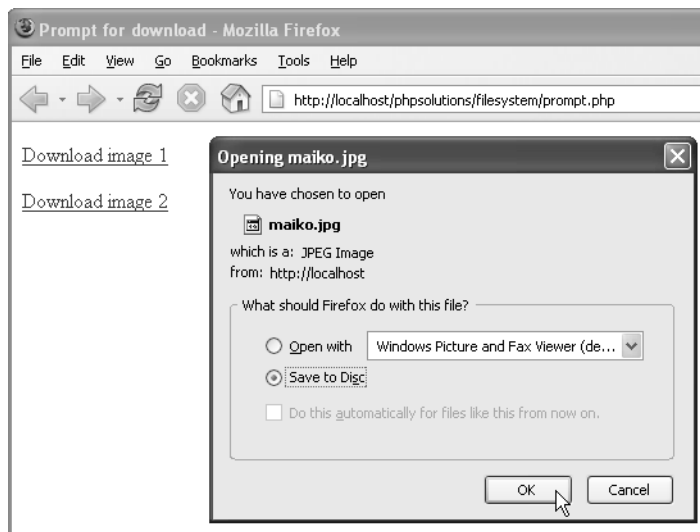 Prompt for download - Mozilla Firefox
File Edit View Go Bookmarks Tools Help
http://localhost/phpsolutions/filesystem/prompt.php
Download image 1
Download image 2
Opening maiko.jpg
You have chosen to open
maiko.jpg
which is a: JPEG Image
from: http://localhost
What should Firefox do with this file?
Open with Windows Picture and Fax Viewer (de...
Save to Disc
Do this automatically for files like this from now on.
OK Cancel